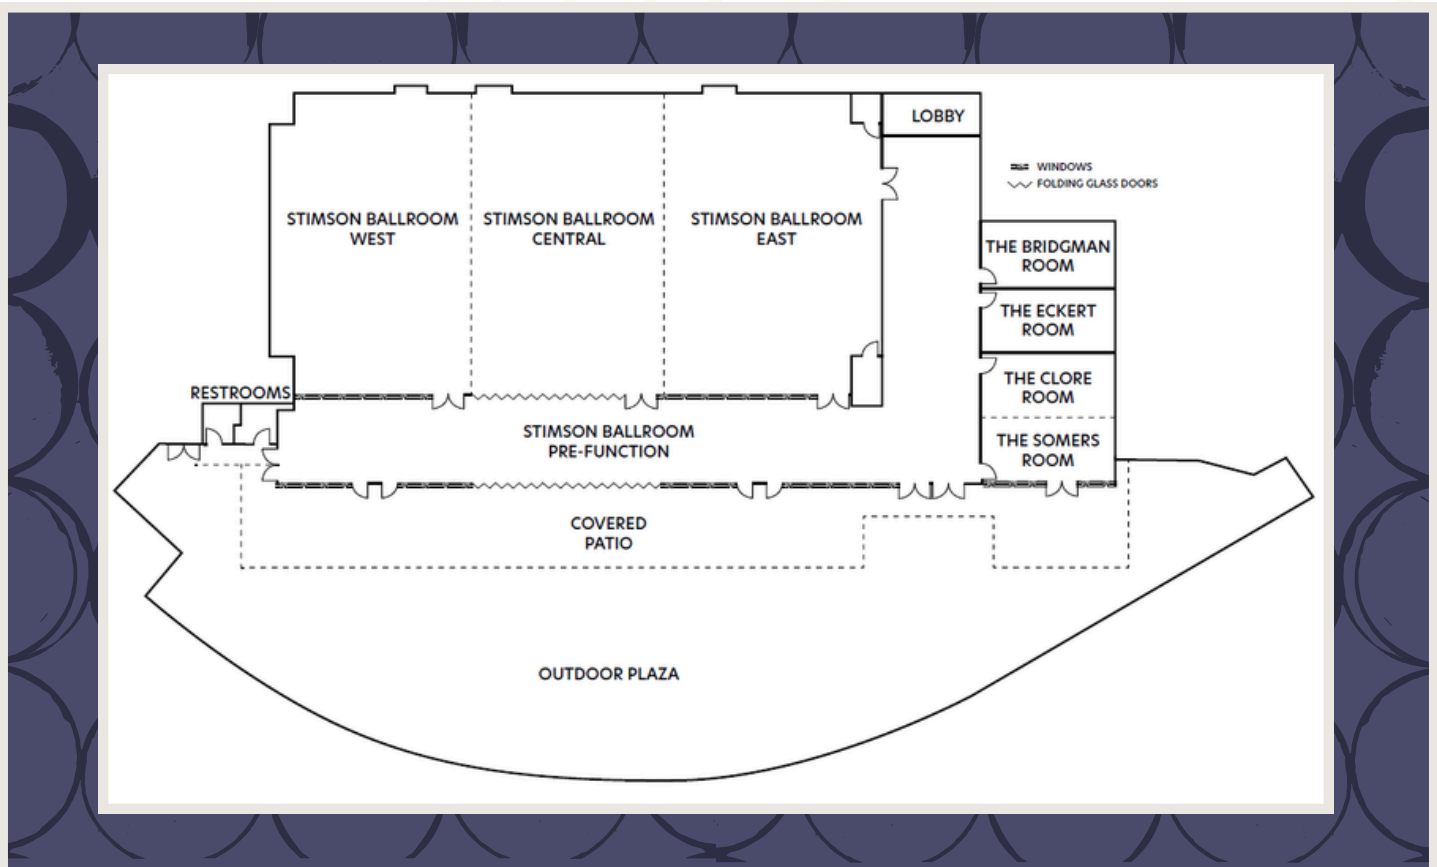 LOBBY
WINDOWS
FOLDING GLASS DOORS
STIMSON BALLROOM
WEST
STIMSON BALLROOM
CENTRAL
STIMSON BALLROOM
EAST
THE BRIDGMAN
ROOM
THE ECKERT
ROOM
THE CLORE
ROOM
THE SOMERS
ROOM
RESTROOMS
STIMSON BALLROOM
PRE-FUNCTION
COVERED
PATIO
OUTDOOR PLAZA